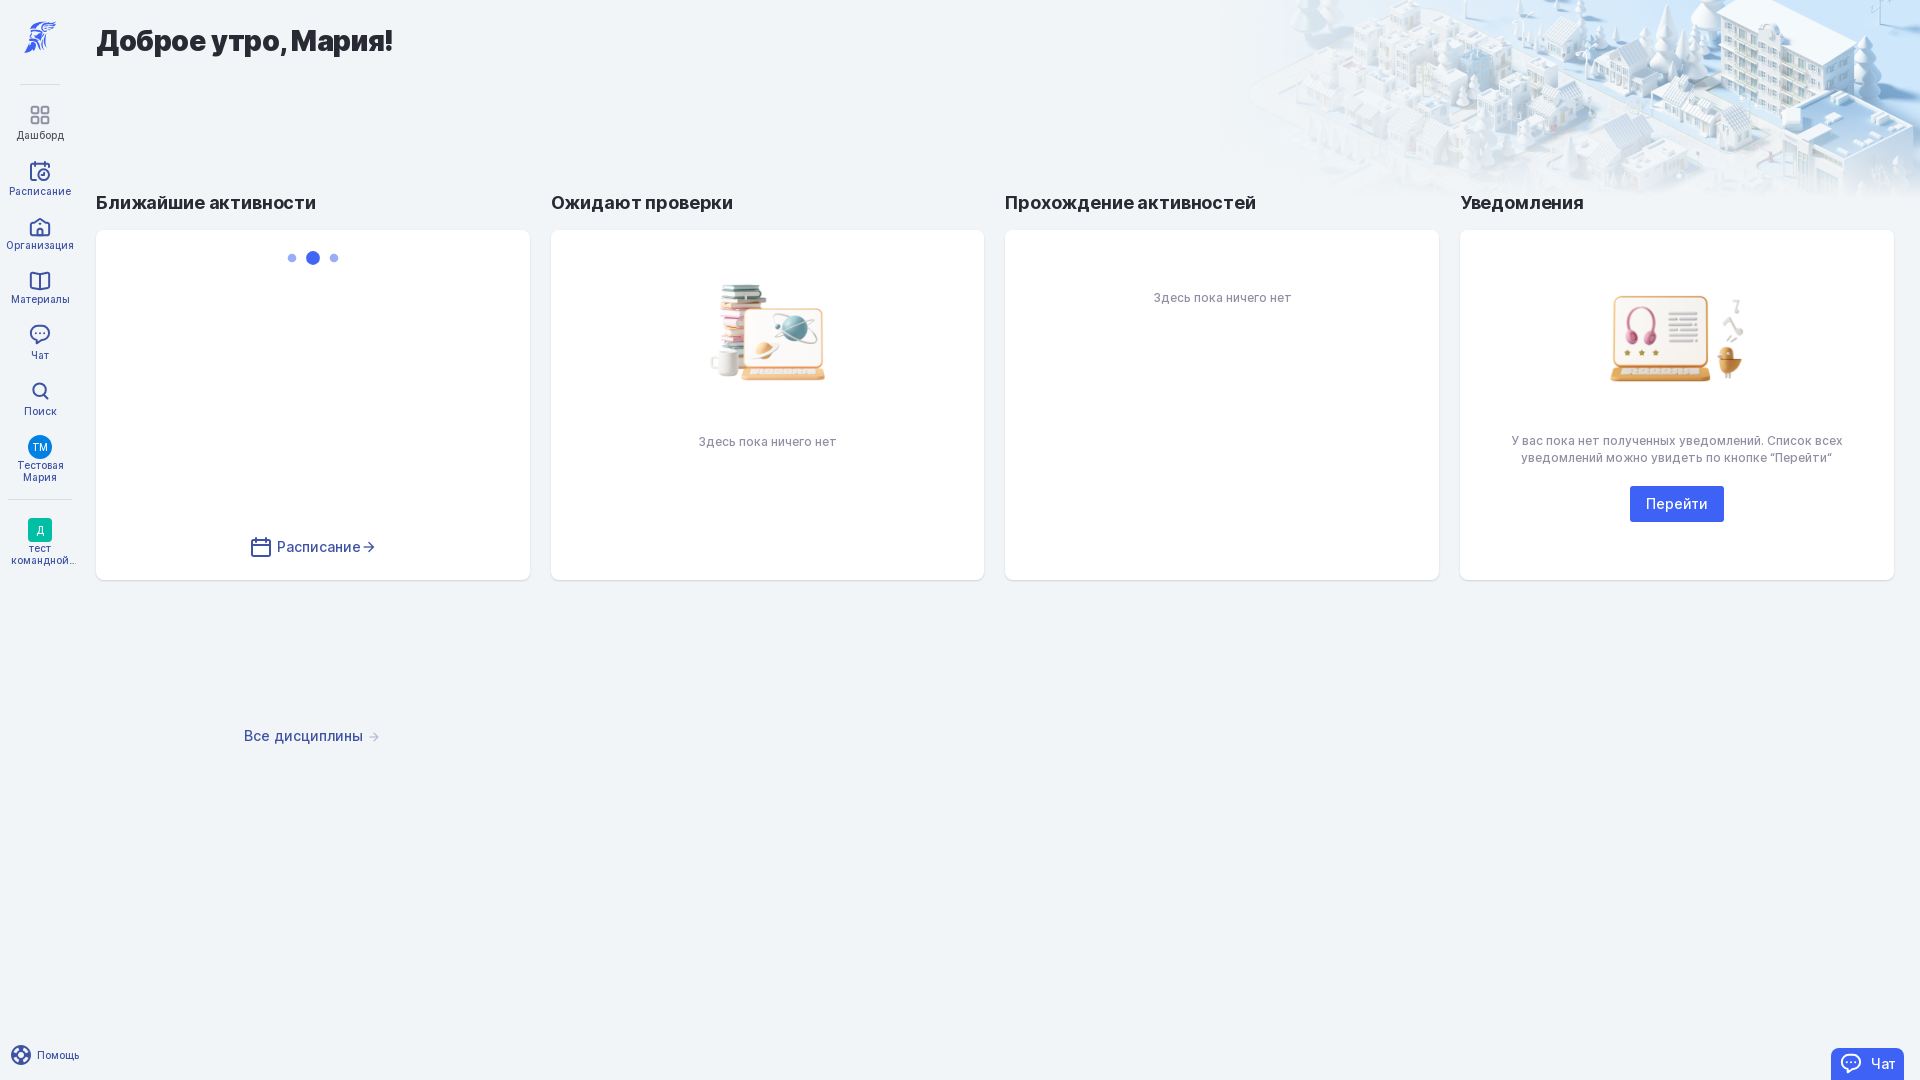 Доброе утро, Мария!
Дашборд
Расписание
Организация
Материалы
Чат
Поиск
ТМ
Тестовая
Мария
Д
тест
командной...
Помощь
Ближайшие активности
Расписание
Ожидают проверки
Здесь пока ничего нет
Прохождение активностей
Здесь пока ничего нет
Уведомления
У вас пока нет полученных уведомлений. Список всех
уведомлений можно увидеть по кнопке “Перейти”
Перейти
Все дисциплины
Чат